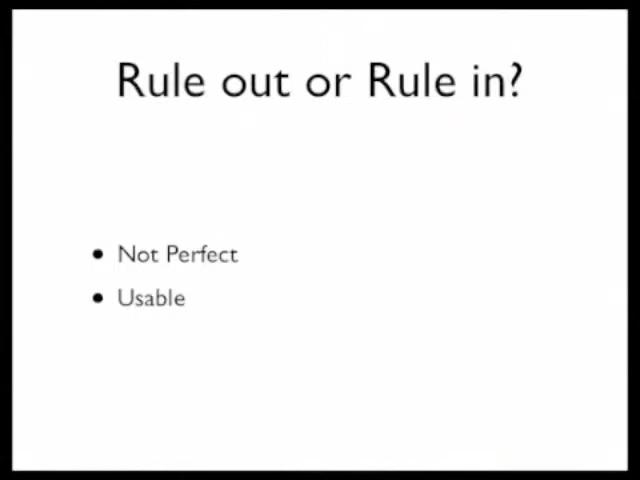 Rule out or Rule in?
• Not Perfect
• Usable